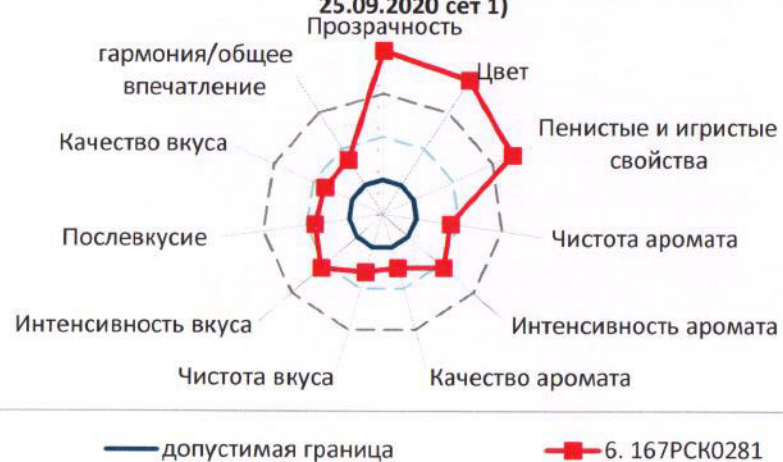 25.09.2020 сет 1)
Прозрачность
гармония/общее
впечатление
Цвет
Качество вкуса
Пенистые и игристые
свойства
Послевкусие
Чистота аромата
Интенсивность вкуса
Интенсивность аромата
Чистота вкуса
Качество аромата
допустимая граница
6. 167РСК0281